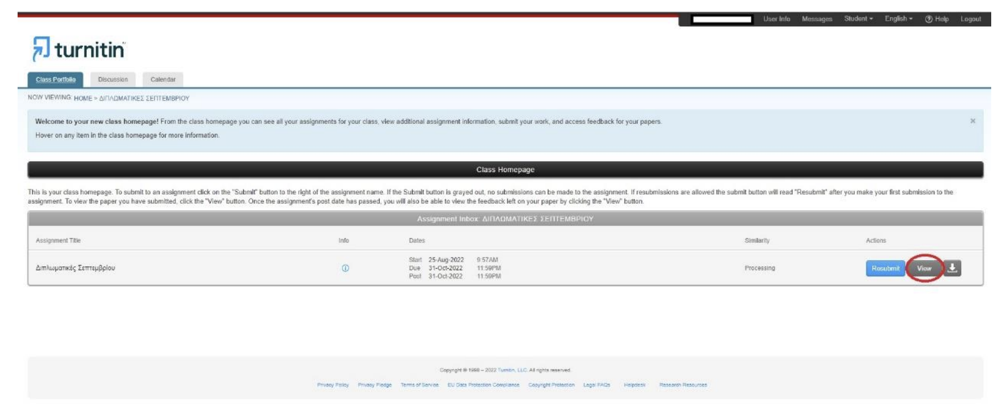 User Info Messages Student English Help Logout
turnitin
Class Portfolio Discussion Calendar
NOW VIEWING: HOME > ΔΙΠΛΩΜΑΤΙΚΕΣ ΣΕΠΤΕΜΒΡΙΟΥ
Welcome to your new class homepage! From the class homepage you can see all your assignments for your class, view additional assignment information, submit your work, and access feedback for your papers.
Hover on any item in the class homepage for more information.
Class Homepage
This is your class homepage. To submit to an assignment click on the "Submit" button to the right of the assignment name. If the Submit button is grayed out, no submissions can be made to the assignment. If resubmissions are allowed the submit button will read "Resubmit" after you make your first submission to the
assignment. To view the paper you have submitted, click the "View" button. Once the assignment's post date has passed, you will also be able to view the feedback left on your paper by clicking the "View" button.
Assignment Inbox: ΔΙΠΛΩΜΑΤΙΚΕΣ ΣΕΠΤΕΜΒΡΙΟΥ
Assignment Title Info Dates Similarity Actions
Start 25-Aug-2022 9:57AM
Διπλωματικές Σεπτεμβρίου Due 31-Oct-2022 11:59PM Processing Resubmit View
Post 31-Oct-2022 11:59PM
Copyright © 1998 – 2022 Turnitin, LLC. All rights reserved.
Privacy Policy Privacy Pledge Terms of Service EU Data Protection Compliance Copyright Protection Legal FAQs Helpdesk Research Resources